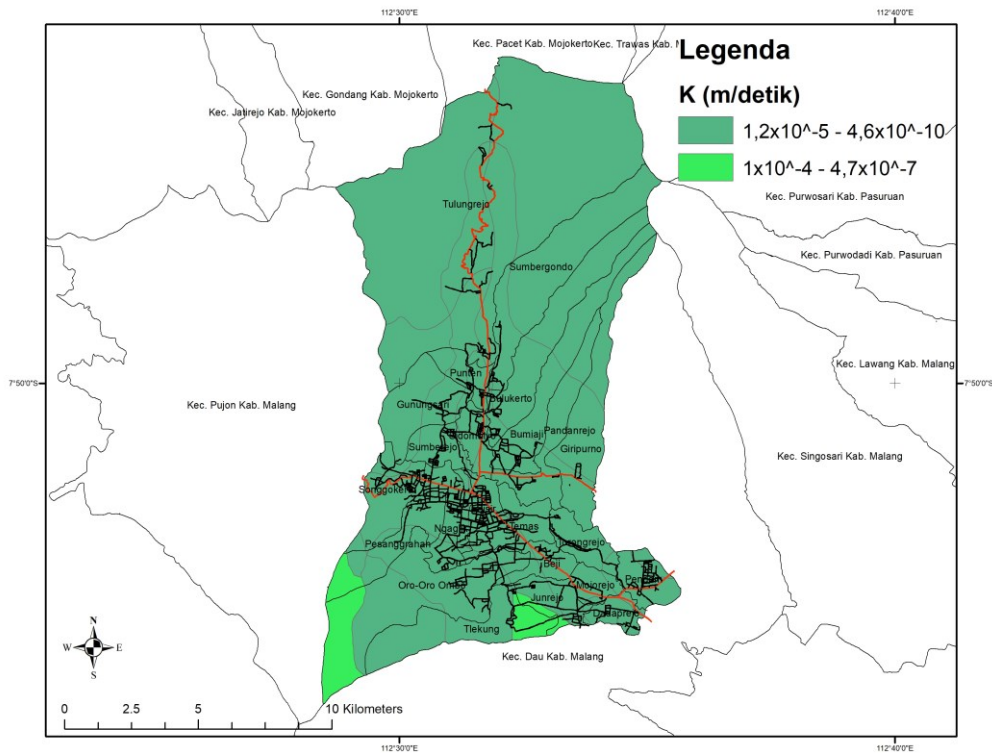 112°30'0"E
112°40'0"E
Kec. Pacet Kab. Mojokerto
Kec. Trawas Kab. M
Legenda
K (m/detik)
1,2x10^-5 - 4,6x10^-10
1x10^-4 - 4,7x10^-7
Kec. Gondang Kab. Mojokerto
Kec. Jatirejo Kab. Mojokerto
Kec. Purwosari Kab. Pasuruan
Tulungrejo
Kec. Purwodadi Kab. Pasuruan
Sumbergondo
Kec. Lawang Kab. Malang
7°50'0"S
7°50'0"S
Punten
Bulukerto
Kec. Pujon Kab. Malang
Gunungsari
Bumiaji
Pandanrejo
Sumberejo
Giripurno
Kec. Singosari Kab. Malang
Songgokerto
Temas
Pesanggrahan
Beji
Oro-Oro Ombo
Mojorejo
Junrejo
Tlekung
Kec. Dau Kab. Malang
N
W
E
S
0
2.5
5
10 Kilometers
112°30'0"E
112°40'0"E